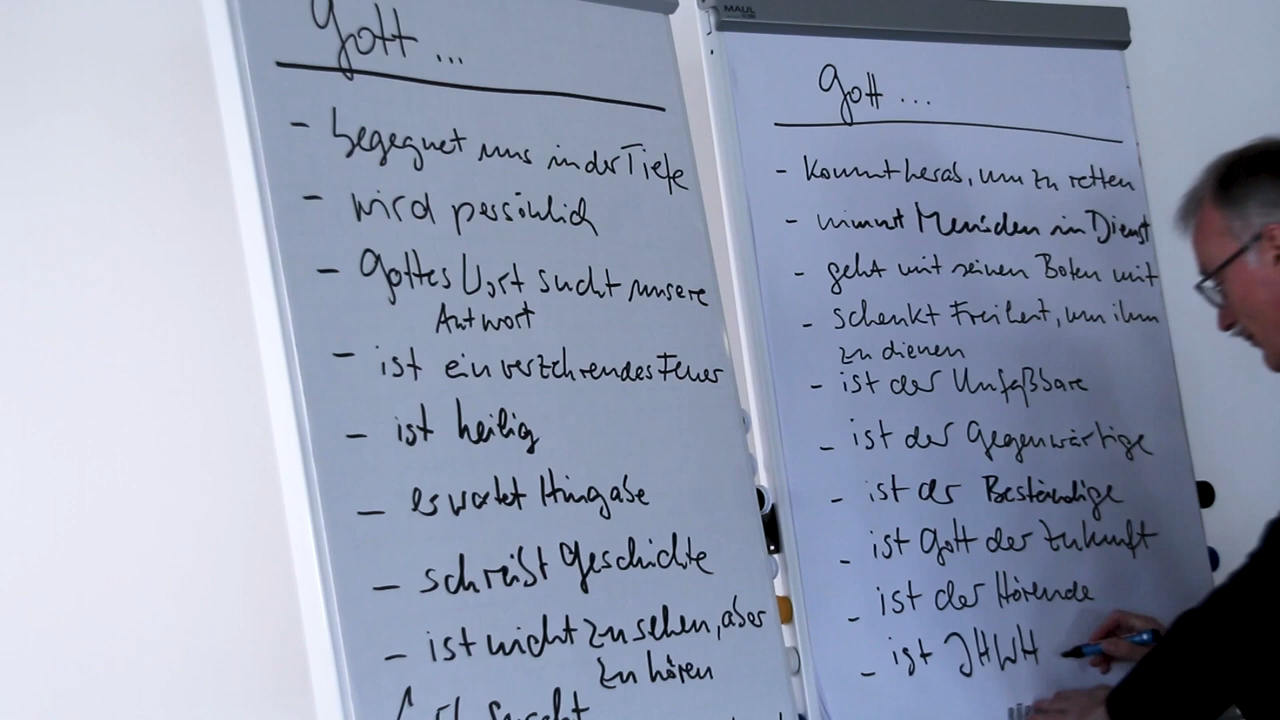 Gott ...
- begegnet uns in der Tiefe
- wird persönlich
- Gottes Wort sucht unsere
Antwort
- ist ein verzehrendes Feuer
- ist heilig
- erwartet Hingabe
- schreibt Geschichte
- ist nicht zu sehen, aber
zu hören
MAUL
Gott ...
- kommt herab, um zu retten
- nimmt Menschen in Dienst
- geht mit seinen Boten mit
- schenkt Freiheit, um ihm
zu dienen
- ist der Unfaßbare
- ist der Gegenwärtige
- ist der Beständige
- ist Gott der Zukunft
- ist der Hörende
- ist JHWH